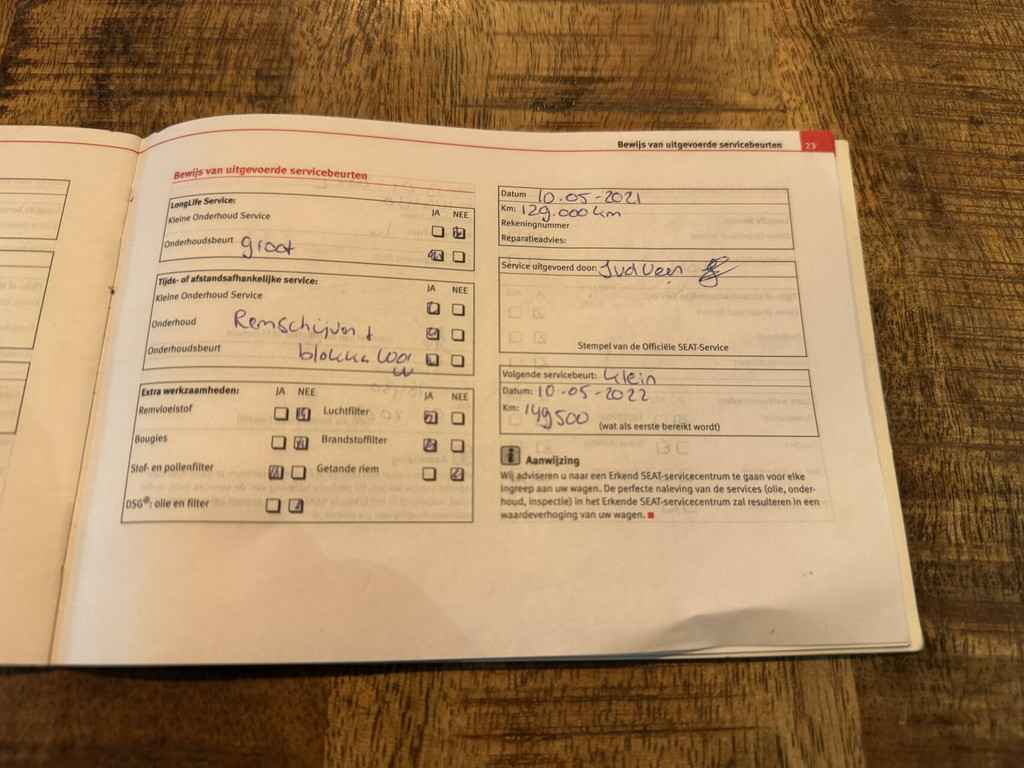 Bewijs van uitgevoerde servicebeurten 23
Bewijs van uitgevoerde servicebeurten
LongLife Service:
JA NEE
Kleine Onderhoud Service
Onderhoudsbeurt groot
Tijds- of afstandsafhankelijke service:
JA NEE
Kleine Onderhoud Service
Onderhoud Remschijven +
Onderhoudsbeurt blokken voor
Extra werkzaamheden: JA NEE JA NEE
Remvloeistof Luchtfilter
Bougies Brandstoffilter
Stof- en pollenfilter Getande riem
DSG®: olie en filter
Datum 10-05-2021
Km: 129.000 km
Rekeningnummer
Reparatieadvies:
Service uitgevoerd door: JvdVeen
Stempel van de Officiële SEAT-Service
Volgende servicebeurt: Klein
Datum: 10-05-2022
Km: 149500 (wat als eerste bereikt wordt)
i Aanwijzing
Wij adviseren u naar een Erkend SEAT-servicecentrum te gaan voor elke
ingreep aan uw wagen. De perfecte naleving van de services (olie, onder-
houd, inspectie) in het Erkende SEAT-servicecentrum zal resulteren in een
waardeverhoging van uw wagen.